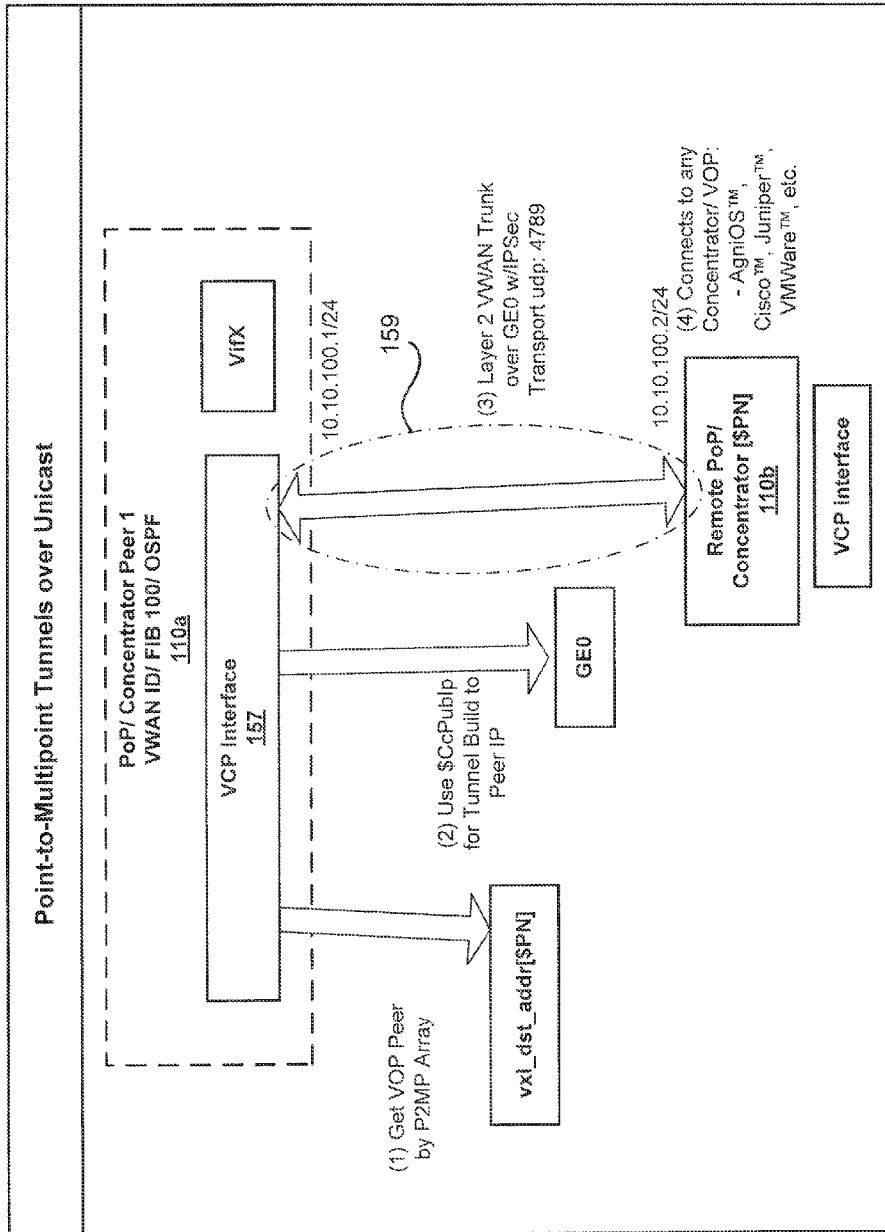 Point-to-Multipoint Tunnels over Unicast
PoP/ Concentrator Peer 1
VWAN ID/ FIB 100/ OSPF
110a
VCP Interface
157
VifX
10.10.100.1/24
159
(1) Get VOP Peer
by P2MP Array
(2) Use $CcPubIp
for Tunnel Build to
Peer IP
(3) Layer 2 VWAN Trunk
over GE0 w/IPSec
Transport udp: 4789
vxl_dst_addr[$PN]
GE0
10.10.100.2/24
Remote PoP/
Concentrator [$PN]
110b
VCP Interface
(4) Connects to any
Concentrator/ VOP:
- AgniOS™,
Cisco™, Juniper™,
VMWare™, etc.